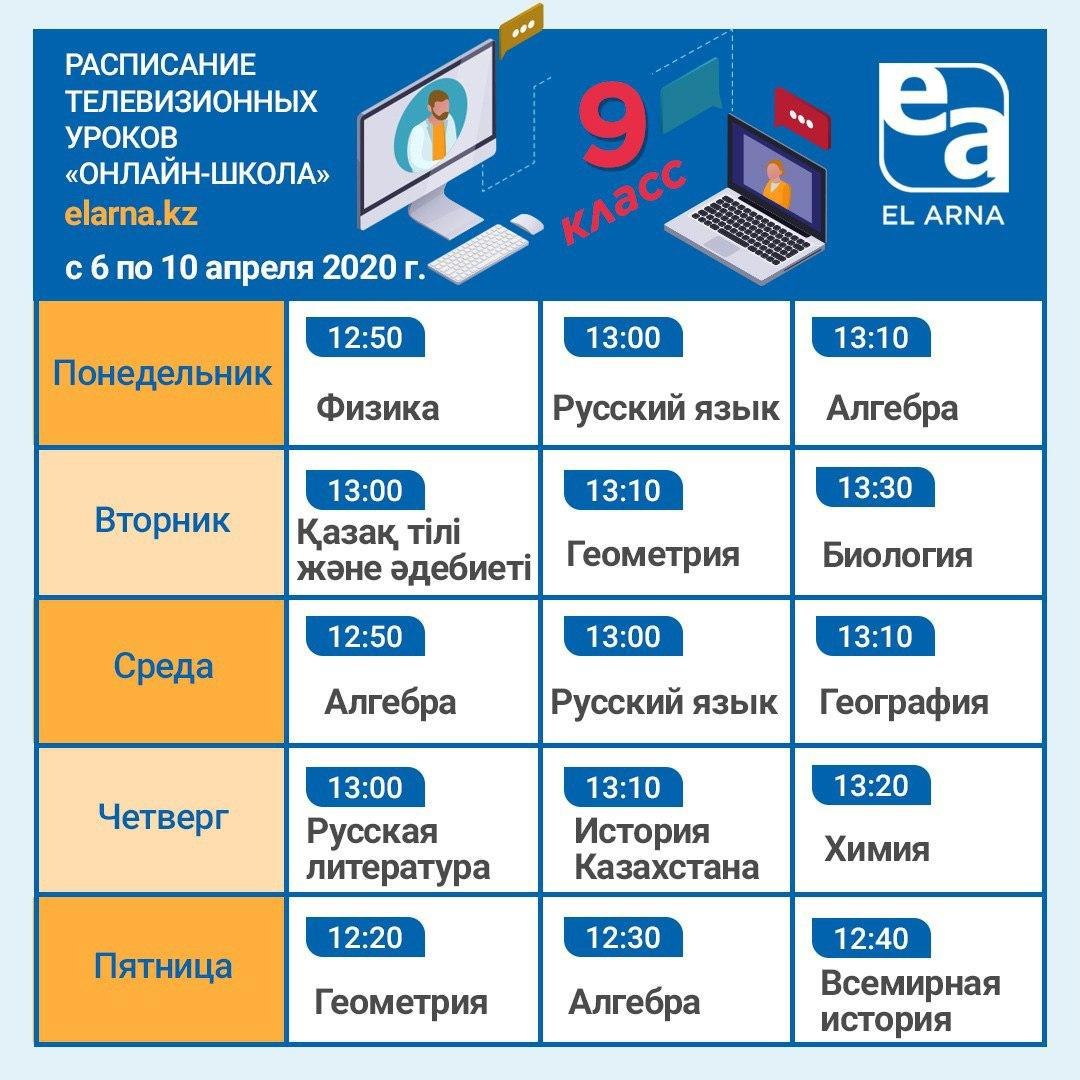 РАСПИСАНИЕ
ТЕЛЕВИЗИОННЫХ
УРОКОВ
«ОНЛАЙН-ШКОЛА»
elarna.kz
с 6 по 10 апреля 2020 г.
9
класс
ea
EL ARNA
Понедельник
12:50
Физика
13:00
Русский язык
13:10
Алгебра
Вторник
13:00
Қазақ тілі
және әдебиеті
13:10
Геометрия
13:30
Биология
Среда
12:50
Алгебра
13:00
Русский язык
13:10
География
Четверг
13:00
Русская
литература
13:10
История
Казахстана
13:20
Химия
Пятница
12:20
Геометрия
12:30
Алгебра
12:40
Всемирная
история